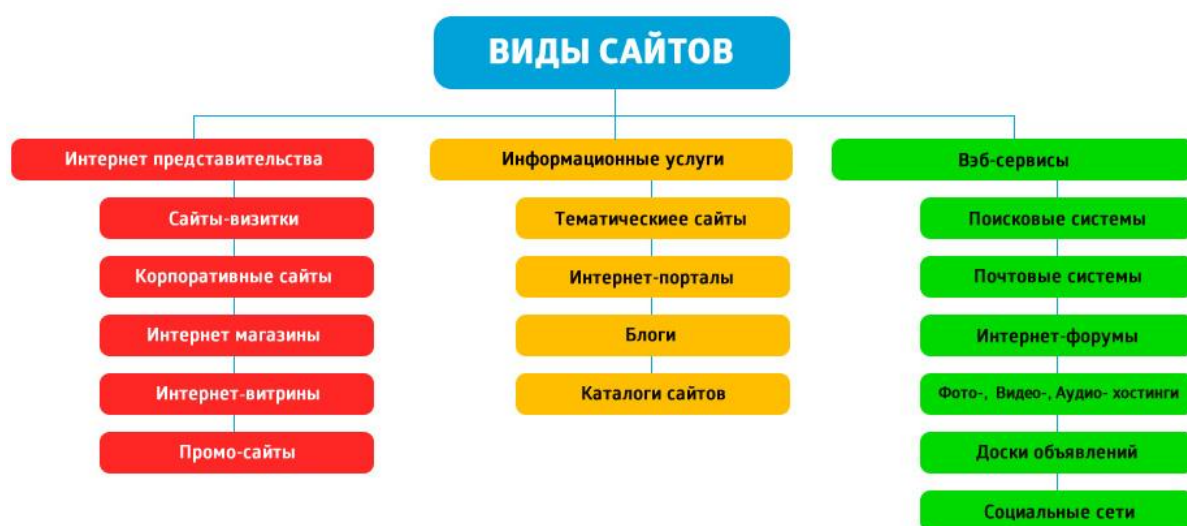 ВИДЫ САЙТОВ
Интернет представительства
Сайты-визитки
Корпоративные сайты
Интернет магазины
Интернет-витрины
Промо-сайты
Информационные услуги
Тематическиее сайты
Интернет-порталы
Блоги
Каталоги сайтов
Вэб-сервисы
Поисковые системы
Почтовые системы
Интернет-форумы
Фото-, Видео-, Аудио- хостинги
Доски объявлений
Социальные сети